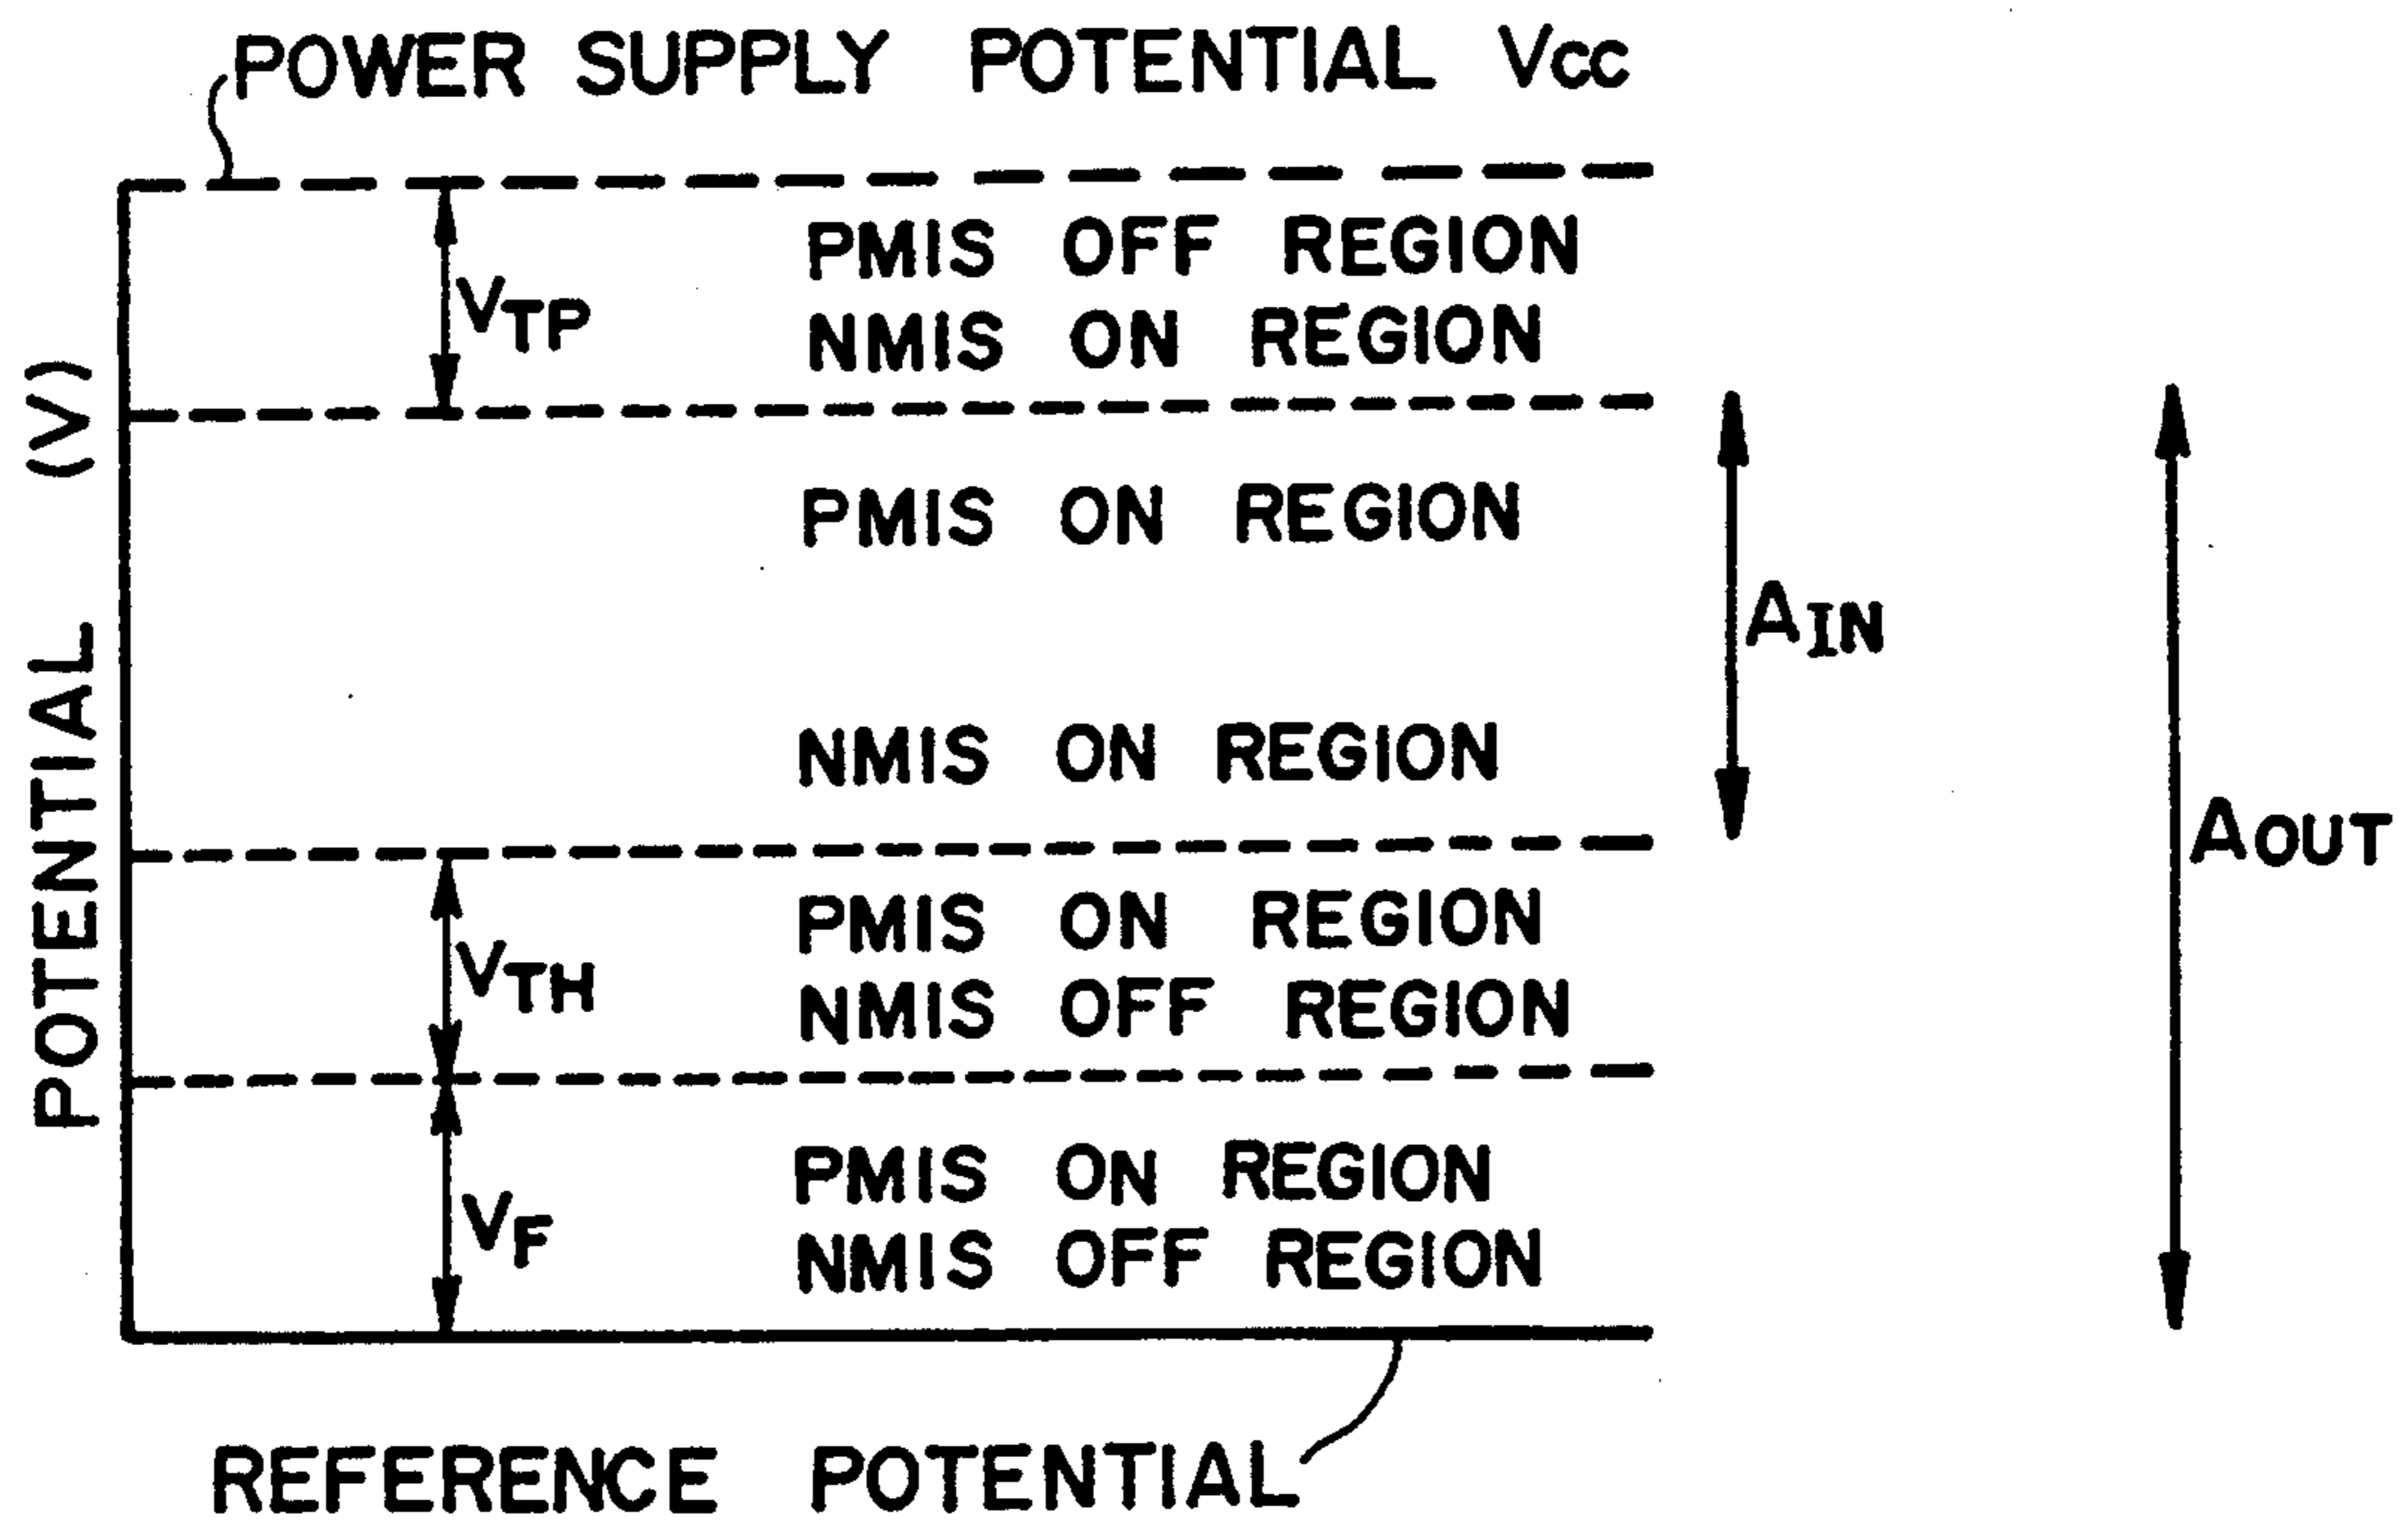 POWER SUPPLY POTENTIAL VCC
PMIS OFF REGION
VTP
NMIS ON REGION
POTENTIAL (V)
PMIS ON REGION
AIN
NMIS ON REGION
AOUT
PMIS ON REGION
VTH
NMIS OFF REGION
PMIS ON REGION
VF
NMIS OFF REGION
REFERENCE POTENTIAL